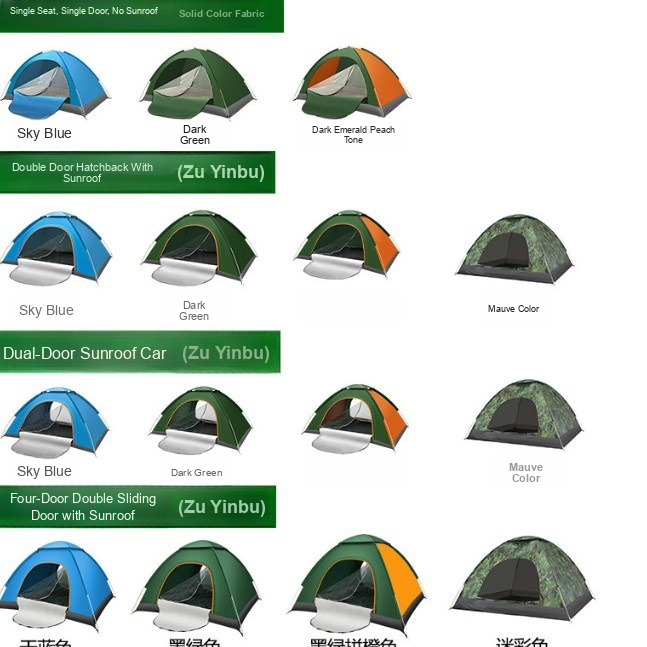 Single Seat, Single Door, No Sunroof
Solid Color Fabric
Sky Blue
Dark
Green
Dark Emerald Peach
Tone
Double Door Hatchback With
Sunroof
(Zu Yinbu)
Sky Blue
Dark
Green
Mauve Color
Dual-Door Sunroof Car
(Zu Yinbu)
Sky Blue
Dark Green
Mauve
Color
Four-Door Double Sliding
Door with Sunroof
(Zu Yinbu)
天蓝色
墨绿色
墨绿拼橙色
迷彩色